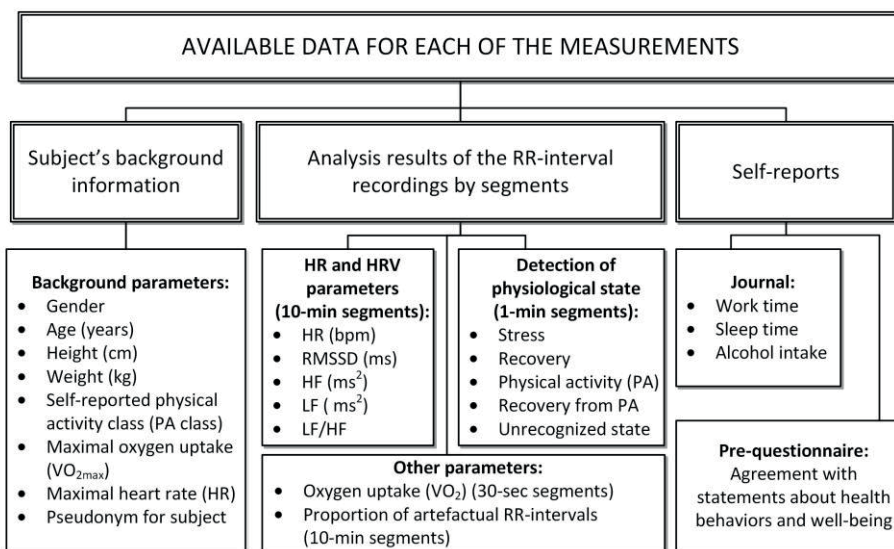 AVAILABLE DATA FOR EACH OF THE MEASUREMENTS
Subject's background
information
Analysis results of the RR-interval
recordings by segments
Self-reports
Background parameters:
• Gender
• Age (years)
• Height (cm)
• Weight (kg)
• Self-reported physical
activity class (PA class)
• Maximal oxygen uptake
(VO₂max)
• Maximal heart rate (HR)
• Pseudonym for subject
HR and HRV
parameters
(10-min segments):
• HR (bpm)
• RMSSD (ms)
• HF (ms²)
• LF ( ms²)
• LF/HF
Detection of
physiological state
(1-min segments):
• Stress
• Recovery
• Physical activity (PA)
• Recovery from PA
• Unrecognized state
Other parameters:
• Oxygen uptake (VO₂) (30-sec segments)
• Proportion of artefactual RR-intervals
(10-min segments)
Journal:
• Work time
• Sleep time
• Alcohol intake
Pre-questionnaire:
Agreement with
statements about health
behaviors and well-being